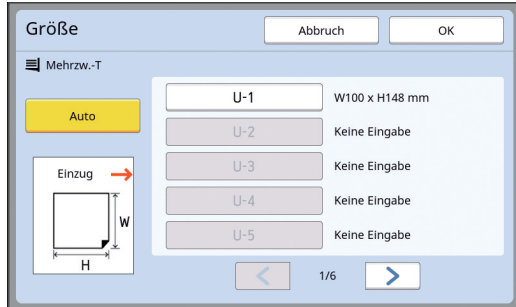 Größe
Abbruch
OK
Mehrzw.-T
Auto
Einzug
W
H
U-1 W100 x H148 mm
U-2 Keine Eingabe
U-3 Keine Eingabe
U-4 Keine Eingabe
U-5 Keine Eingabe
1/6